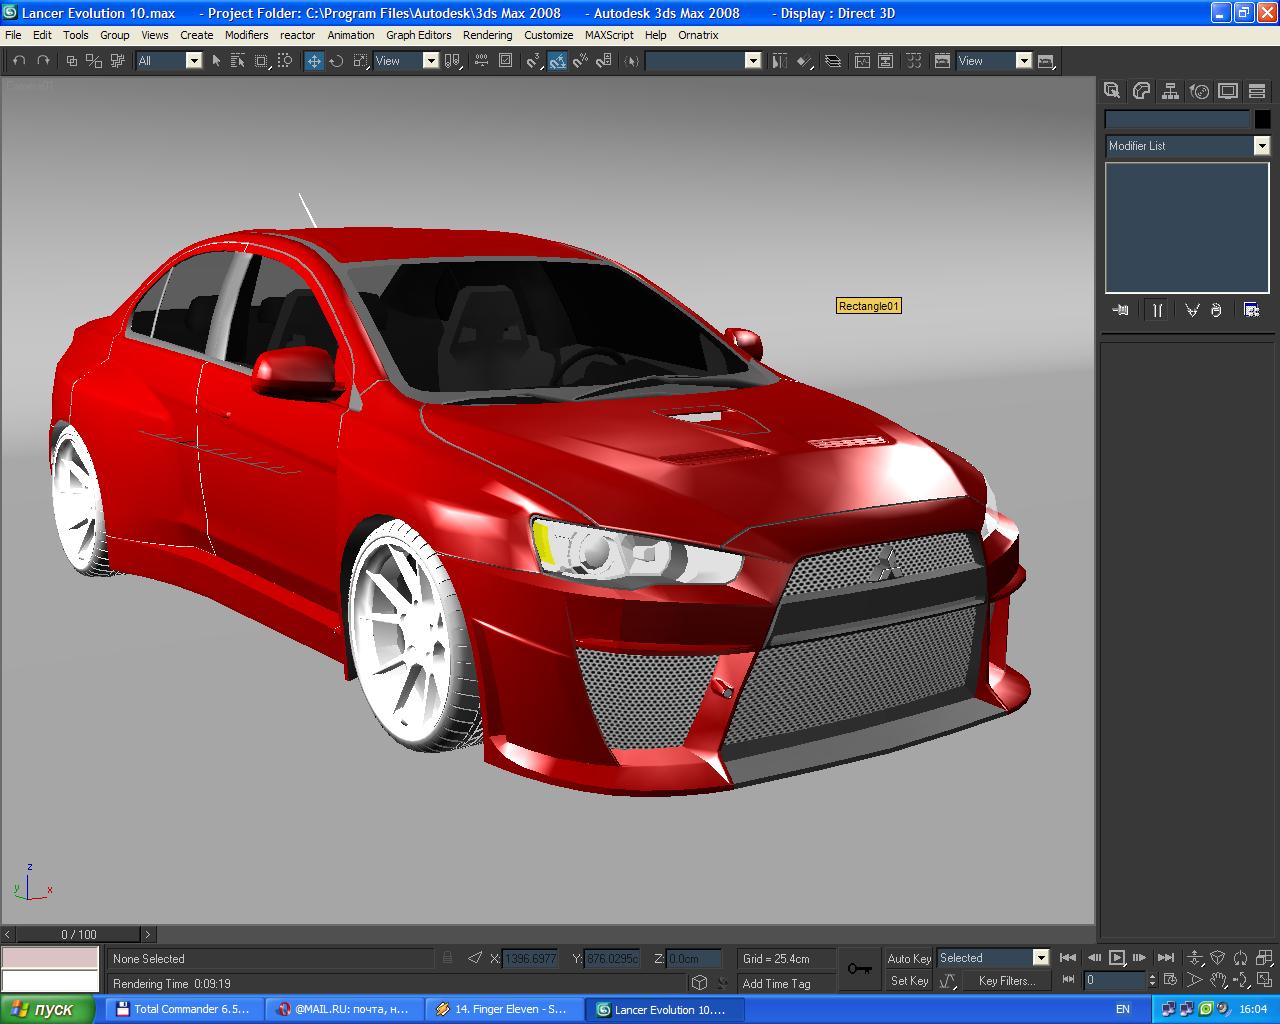 Lancer Evolution 10.max - Project Folder: C:\Program Files\Autodesk\3ds Max 2008 - Autodesk 3ds Max 2008 - Display : Direct 3D
File Edit Tools Group Views Create Modifiers reactor Animation Graph Editors Rendering Customize MAXScript Help Ornatrix
All View View
Modifier List
Rectangle01
z
y x
< 0 / 100 >
None Selected X: 1396.6977 Y: 876.0295c Z: 0.0cm Grid = 25.4cm Auto Key Selected
Rendering Time 0:09:19 Add Time Tag Set Key Key Filters... 0
пуск Total Commander 6.5... @MAIL.RU: почта, н... 14. Finger Eleven - S... Lancer Evolution 10.... EN 16:04